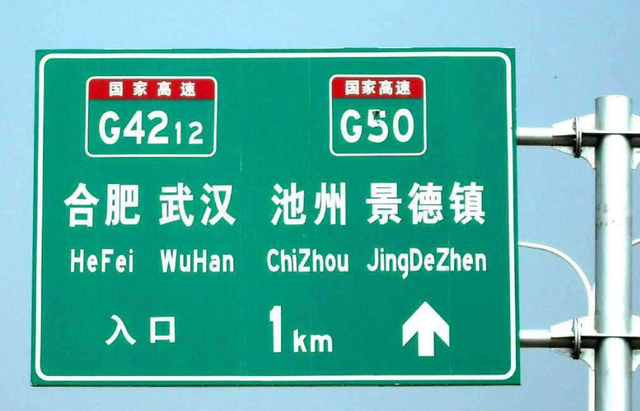 国家高速 国家高速
G4212 G50
合肥 武汉 池州 景德镇
HeFei WuHan ChiZhou JingDeZhen
入口 1km